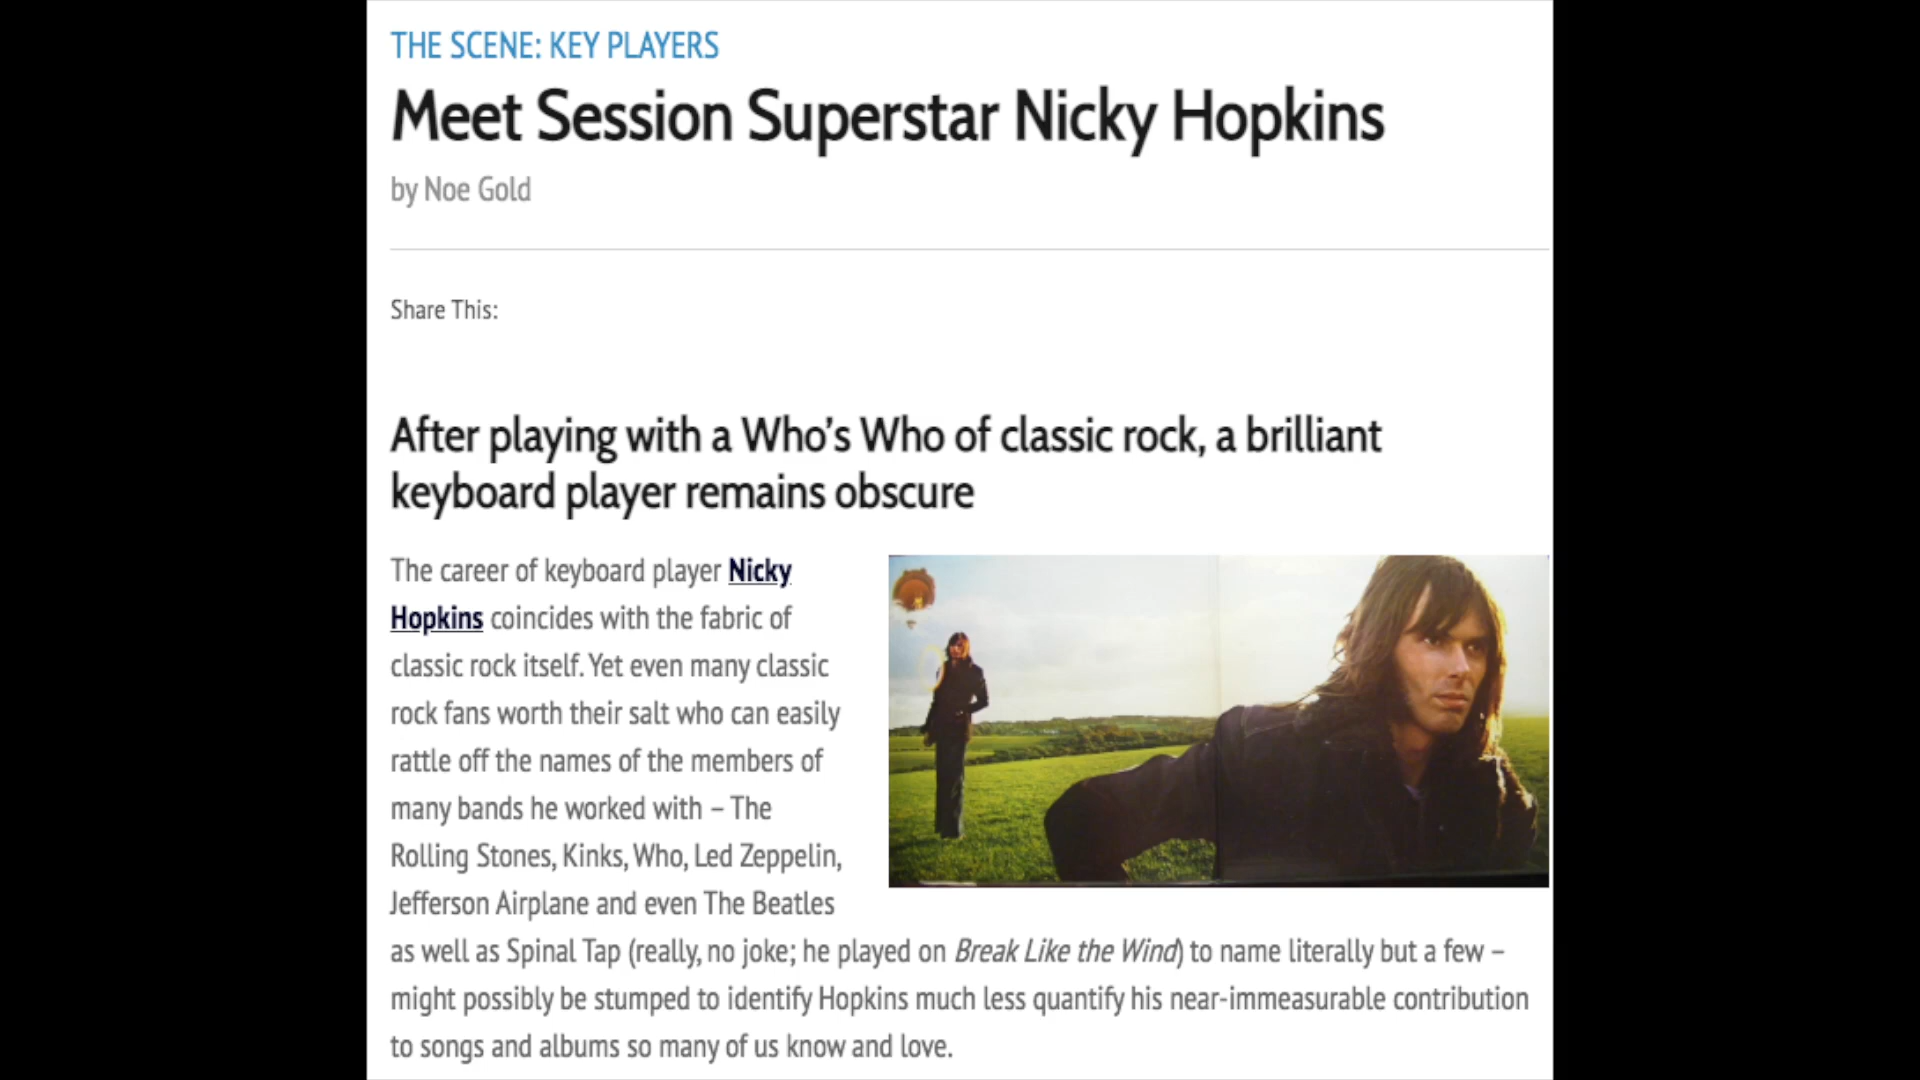 THE SCENE: KEY PLAYERS
Meet Session Superstar Nicky Hopkins
by Noe Gold
Share This:
After playing with a Who’s Who of classic rock, a brilliant
keyboard player remains obscure
The career of keyboard player Nicky
Hopkins coincides with the fabric of
classic rock itself. Yet even many classic
rock fans worth their salt who can easily
rattle off the names of the members of
many bands he worked with – The
Rolling Stones, Kinks, Who, Led Zeppelin,
Jefferson Airplane and even The Beatles
as well as Spinal Tap (really, no joke; he played on Break Like the Wind) to name literally but a few –
might possibly be stumped to identify Hopkins much less quantify his near-immeasurable contribution
to songs and albums so many of us know and love.